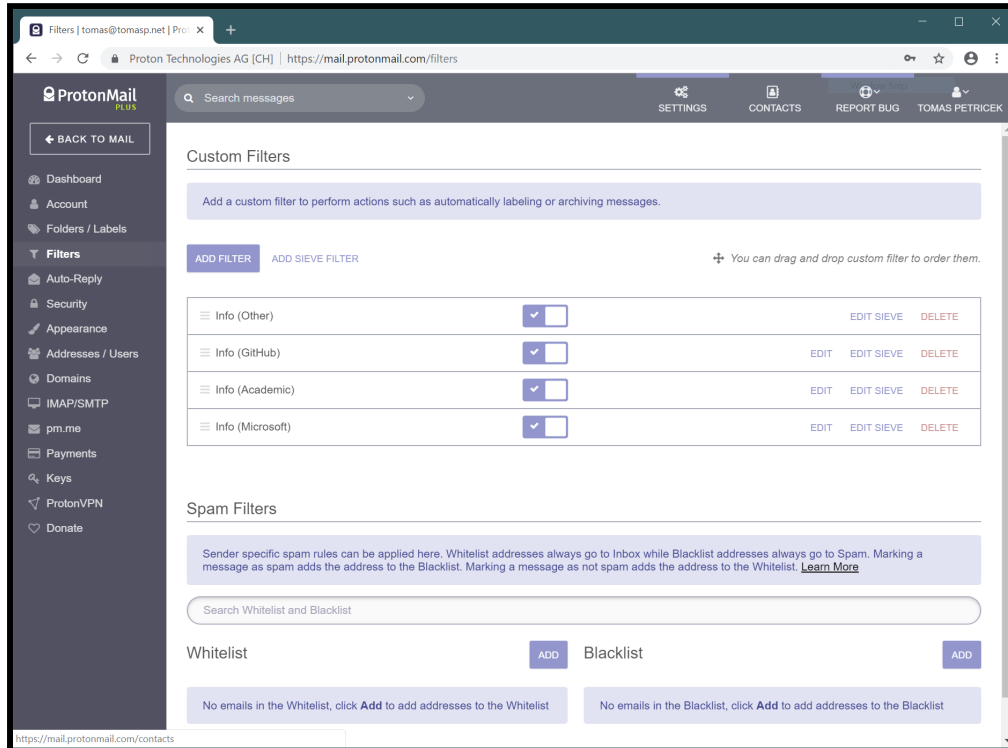 Filters | tomas@tomasp.net | Prot
Proton Technologies AG [CH] | https://mail.protonmail.com/filters
ProtonMail
PLUS
Search messages
SETTINGS
CONTACTS
REPORT BUG
TOMAS PETRICEK
BACK TO MAIL
Dashboard
Account
Folders / Labels
Filters
Auto-Reply
Security
Appearance
Addresses / Users
Domains
IMAP/SMTP
pm.me
Payments
Keys
ProtonVPN
Donate
Custom Filters
Add a custom filter to perform actions such as automatically labeling or archiving messages.
ADD FILTER ADD SIEVE FILTER You can drag and drop custom filter to order them.
Info (Other) EDIT SIEVE DELETE
Info (GitHub) EDIT EDIT SIEVE DELETE
Info (Academic) EDIT EDIT SIEVE DELETE
Info (Microsoft) EDIT EDIT SIEVE DELETE
Spam Filters
Sender specific spam rules can be applied here. Whitelist addresses always go to Inbox while Blacklist addresses always go to Spam. Marking a
message as spam adds the address to the Blacklist. Marking a message as not spam adds the address to the Whitelist. Learn More
Search Whitelist and Blacklist
Whitelist ADD
Blacklist ADD
No emails in the Whitelist, click Add to add addresses to the Whitelist
No emails in the Blacklist, click Add to add addresses to the Blacklist
https://mail.protonmail.com/contacts